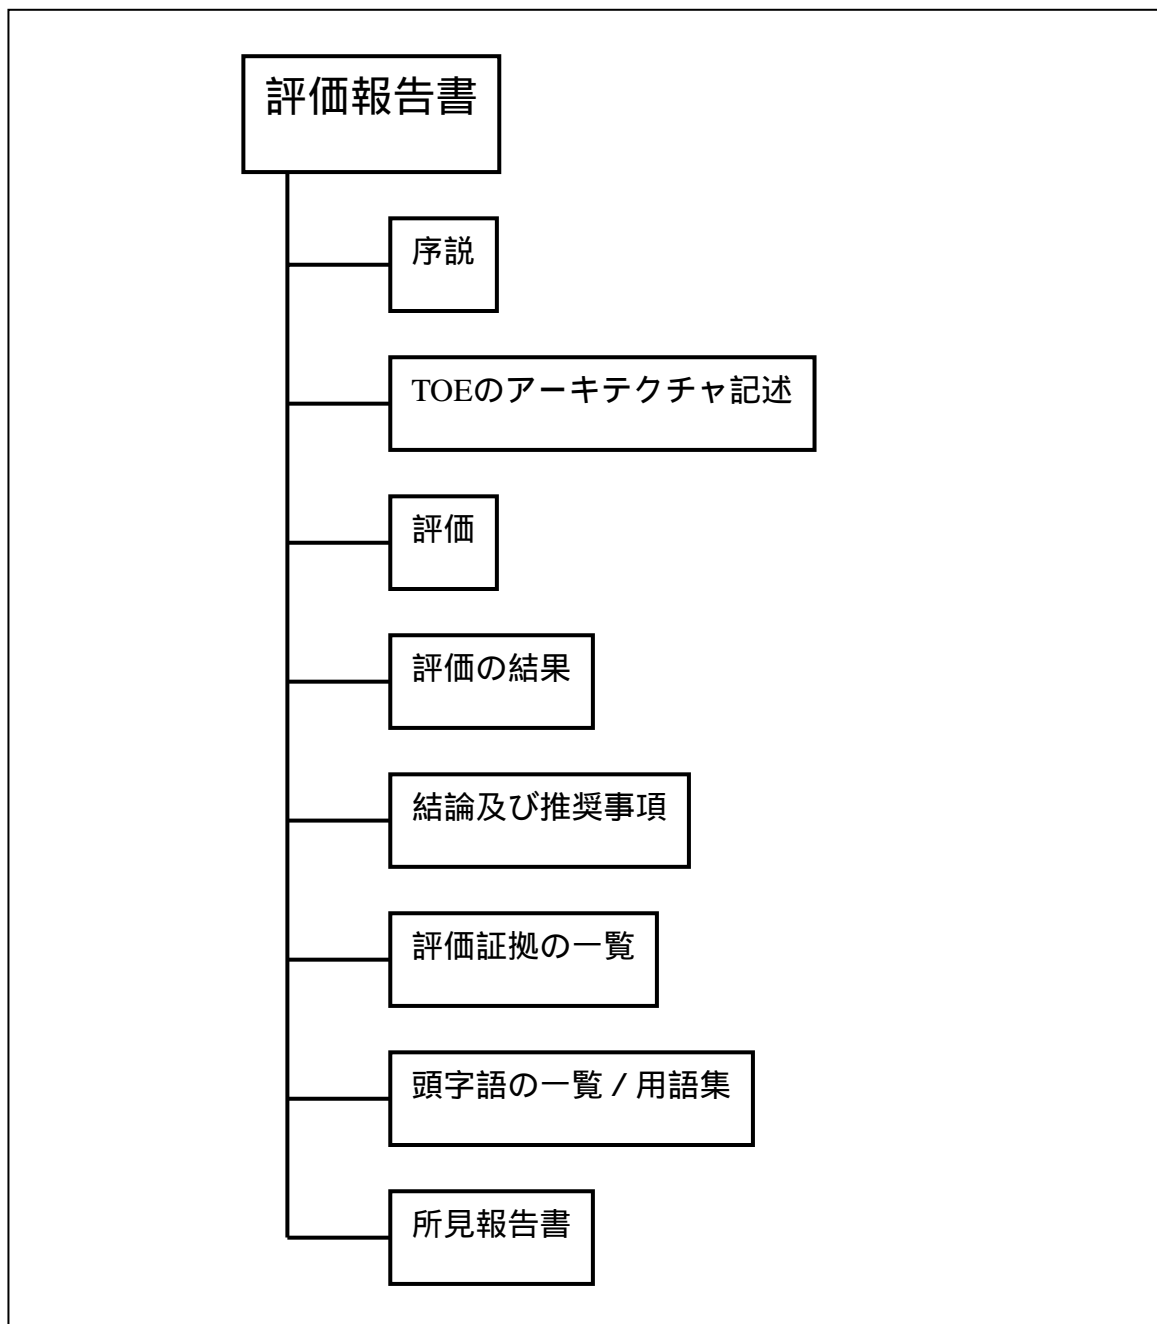 評価報告書
序説
TOEのアーキテクチャ記述
評価
評価の結果
結論及び推奨事項
評価証拠の一覧
頭字語の一覧 / 用語集
所見報告書